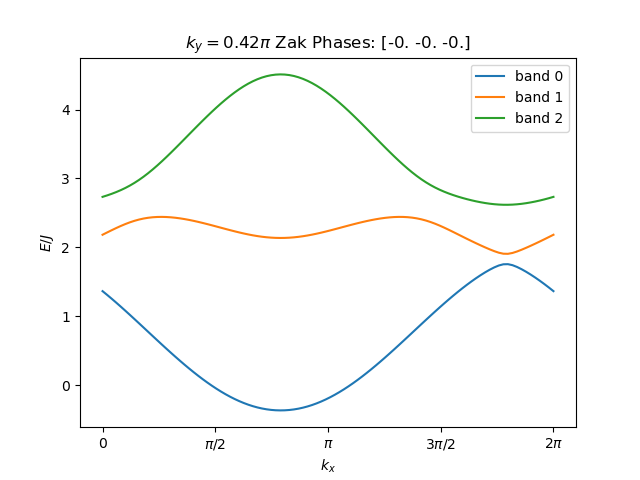 $k_y = 0.42\pi$ Zak Phases: [-0. -0. -0.]
band 0
band 1
band 2
E/J
4
3
2
1
0
0
π/2
π
3π/2
2π
$k_x$